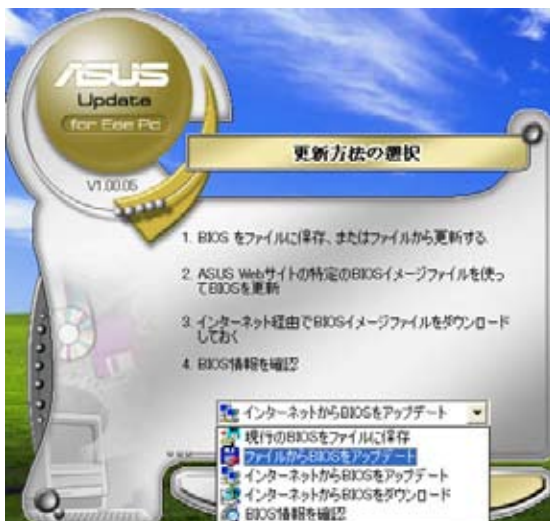 ASUS
Update
for Eee Pc
V1.00.05
更新方法の選択
1. BIOS をファイルに保存、またはファイルから更新する.
2. ASUS Webサイトの特定のBIOSイメージファイルを使っ
てBIOSを更新
3. インターネット経由でBIOSイメージファイルをダウンロード
しておく
4. BIOS情報を確認
インターネットからBIOSをアップデート
現行のBIOSをファイルに保存
ファイルからBIOSをアップデート
インターネットからBIOSをアップデート
インターネットからBIOSをダウンロード
BIOS情報を確認